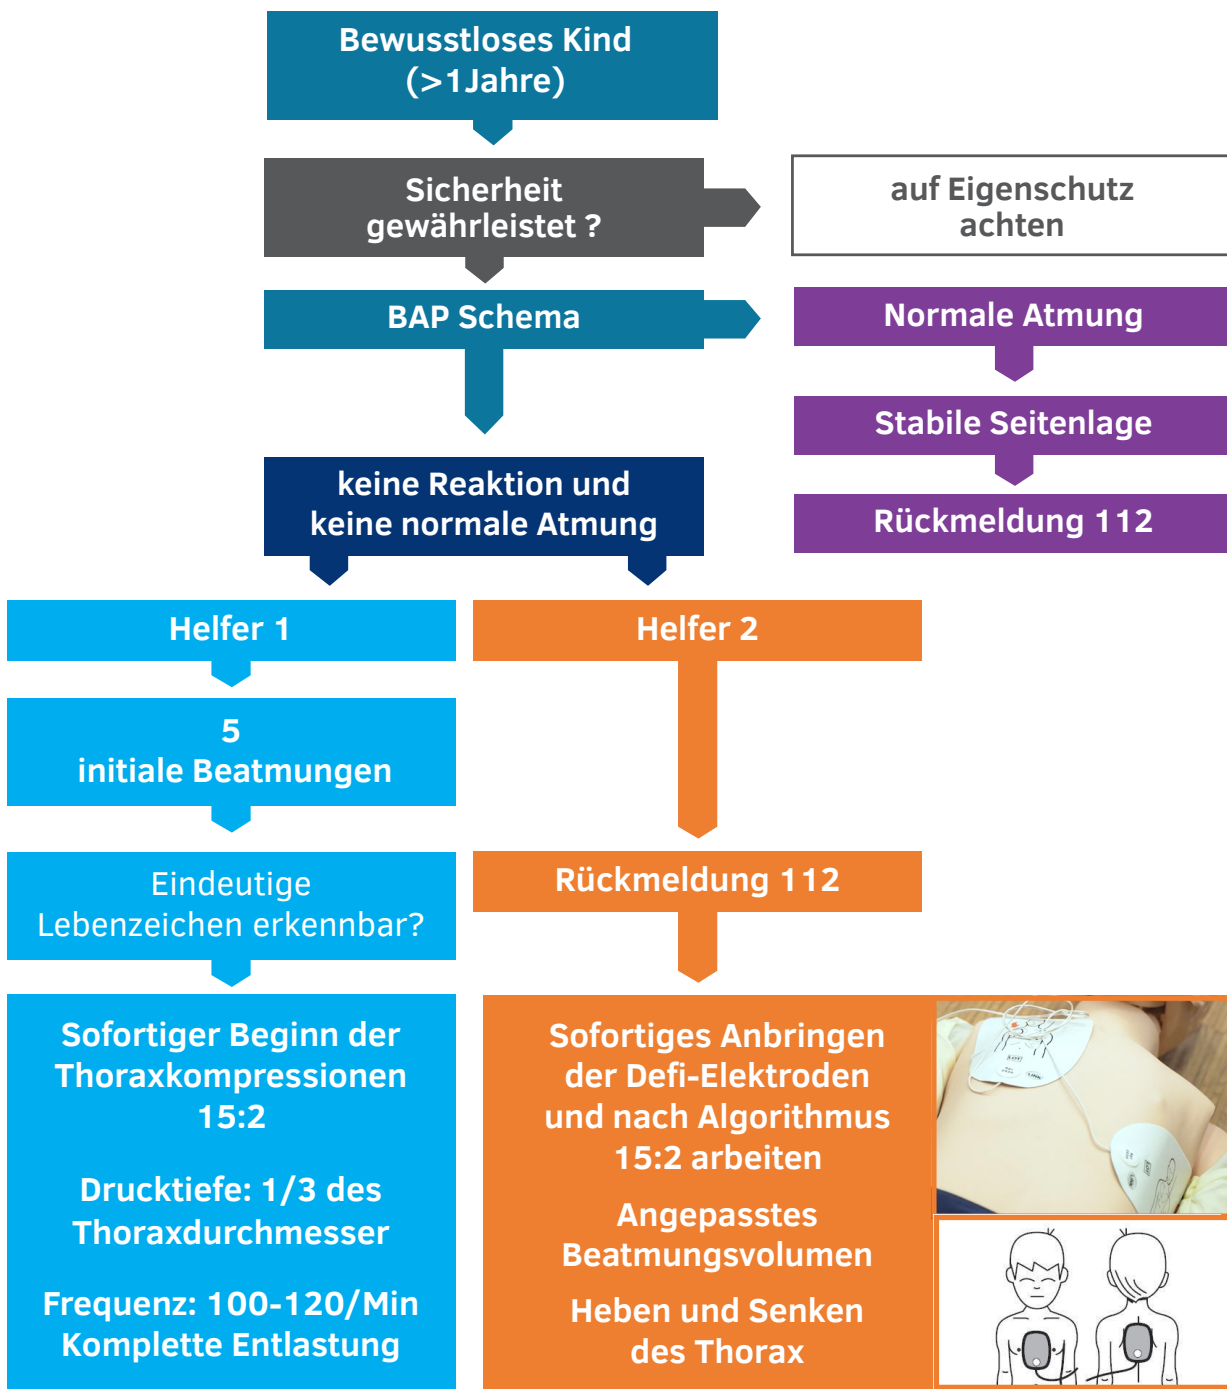 Bewusstloses Kind
(>1Jahre)
Sicherheit
gewährleistet ?
auf Eigenschutz
achten
BAP Schema
Normale Atmung
Stabile Seitenlage
Rückmeldung 112
keine Reaktion und
keine normale Atmung
Helfer 1
5
initiale Beatmungen
Eindeutige
Lebenzeichen erkennbar?
Sofortiger Beginn der
Thoraxkompressionen
15:2
Drucktiefe: 1/3 des
Thoraxdurchmesser
Frequenz: 100-120/Min
Komplette Entlastung
Helfer 2
Rückmeldung 112
Sofortiges Anbringen
der Defi-Elektroden
und nach Algorithmus
15:2 arbeiten
Angepasstes
Beatmungsvolumen
Heben und Senken
des Thorax